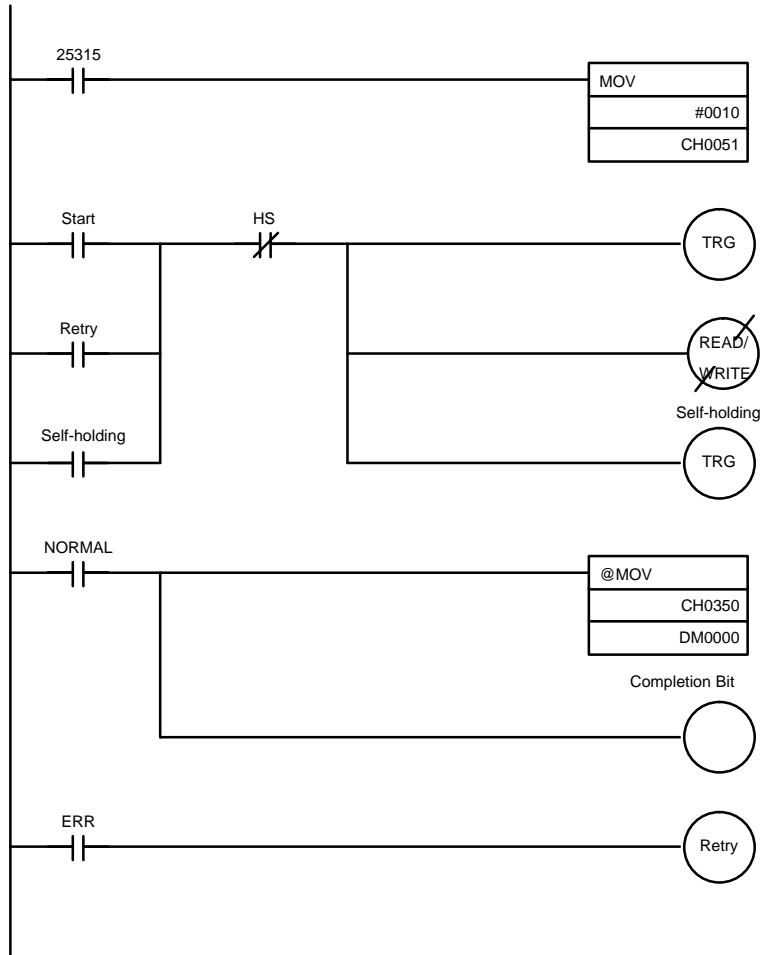 25315
MOV
#0010
CH0051
Start
HS
TRG
Retry
READ/
WRITE
Self-holding
Self-holding
TRG
NORMAL
@MOV
CH0350
DM0000
Completion Bit
ERR
Retry